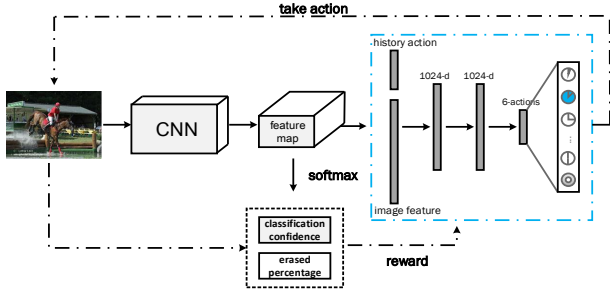 take action
history action
1024-d
1024-d
6-actions
CNN
feature
map
softmax
image feature
classification
confidence
erased
percentage
reward